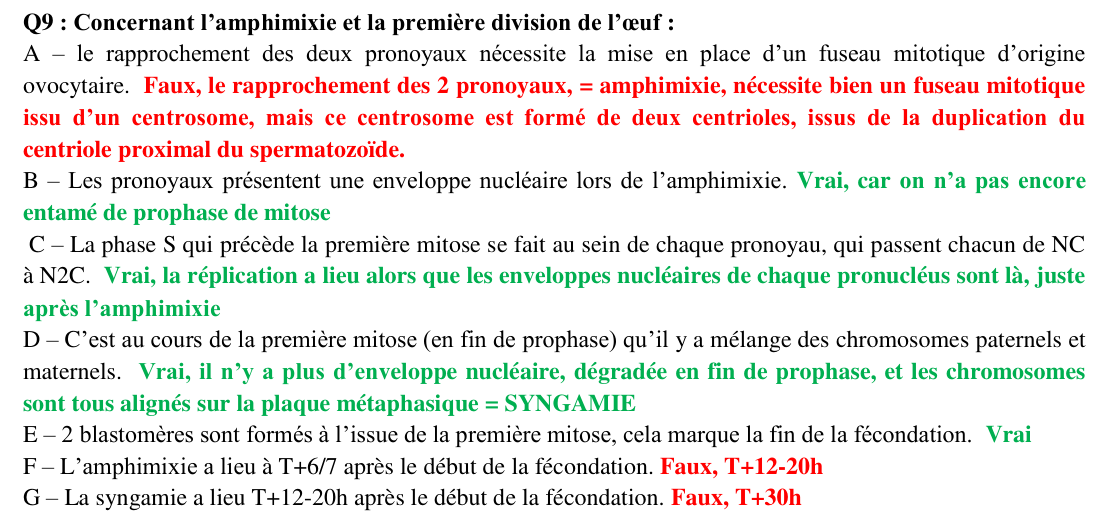 Q9 : Concernant l’amphimixie et la première division de l’œuf :
A – le rapprochement des deux pronoyaux nécessite la mise en place d’un fuseau mitotique d’origine
ovocytaire. Faux, le rapprochement des 2 pronoyaux, = amphimixie, nécessite bien un fuseau mitotique
issu d’un centrosome, mais ce centrosome est formé de deux centrioles, issus de la duplication du
centriole proximal du spermatozoïde.
B – Les pronoyaux présentent une enveloppe nucléaire lors de l’amphimixie. Vrai, car on n’a pas encore
entamé de prophase de mitose
C – La phase S qui précède la première mitose se fait au sein de chaque pronoyau, qui passent chacun de NC
à N2C. Vrai, la réplication a lieu alors que les enveloppes nucléaires de chaque pronucléus sont là, juste
après l’amphimixie
D – C’est au cours de la première mitose (en fin de prophase) qu’il y a mélange des chromosomes paternels et
maternels. Vrai, il n’y a plus d’enveloppe nucléaire, dégradée en fin de prophase, et les chromosomes
sont tous alignés sur la plaque métaphasique = SYNGAMIE
E – 2 blastomères sont formés à l’issue de la première mitose, cela marque la fin de la fécondation. Vrai
F – L’amphimixie a lieu à T+6/7 après le début de la fécondation. Faux, T+12-20h
G – La syngamie a lieu T+12-20h après le début de la fécondation. Faux, T+30h